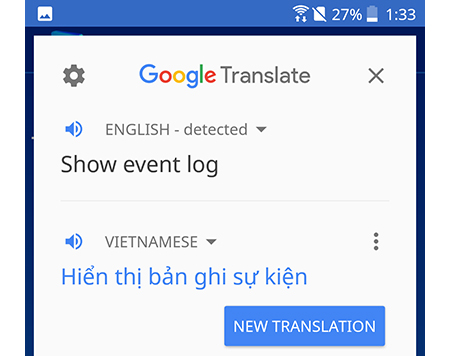 27% 1:33
Google Translate
ENGLISH - detected
Show event log
VIETNAMESE
Hiển thị bản ghi sự kiện
NEW TRANSLATION